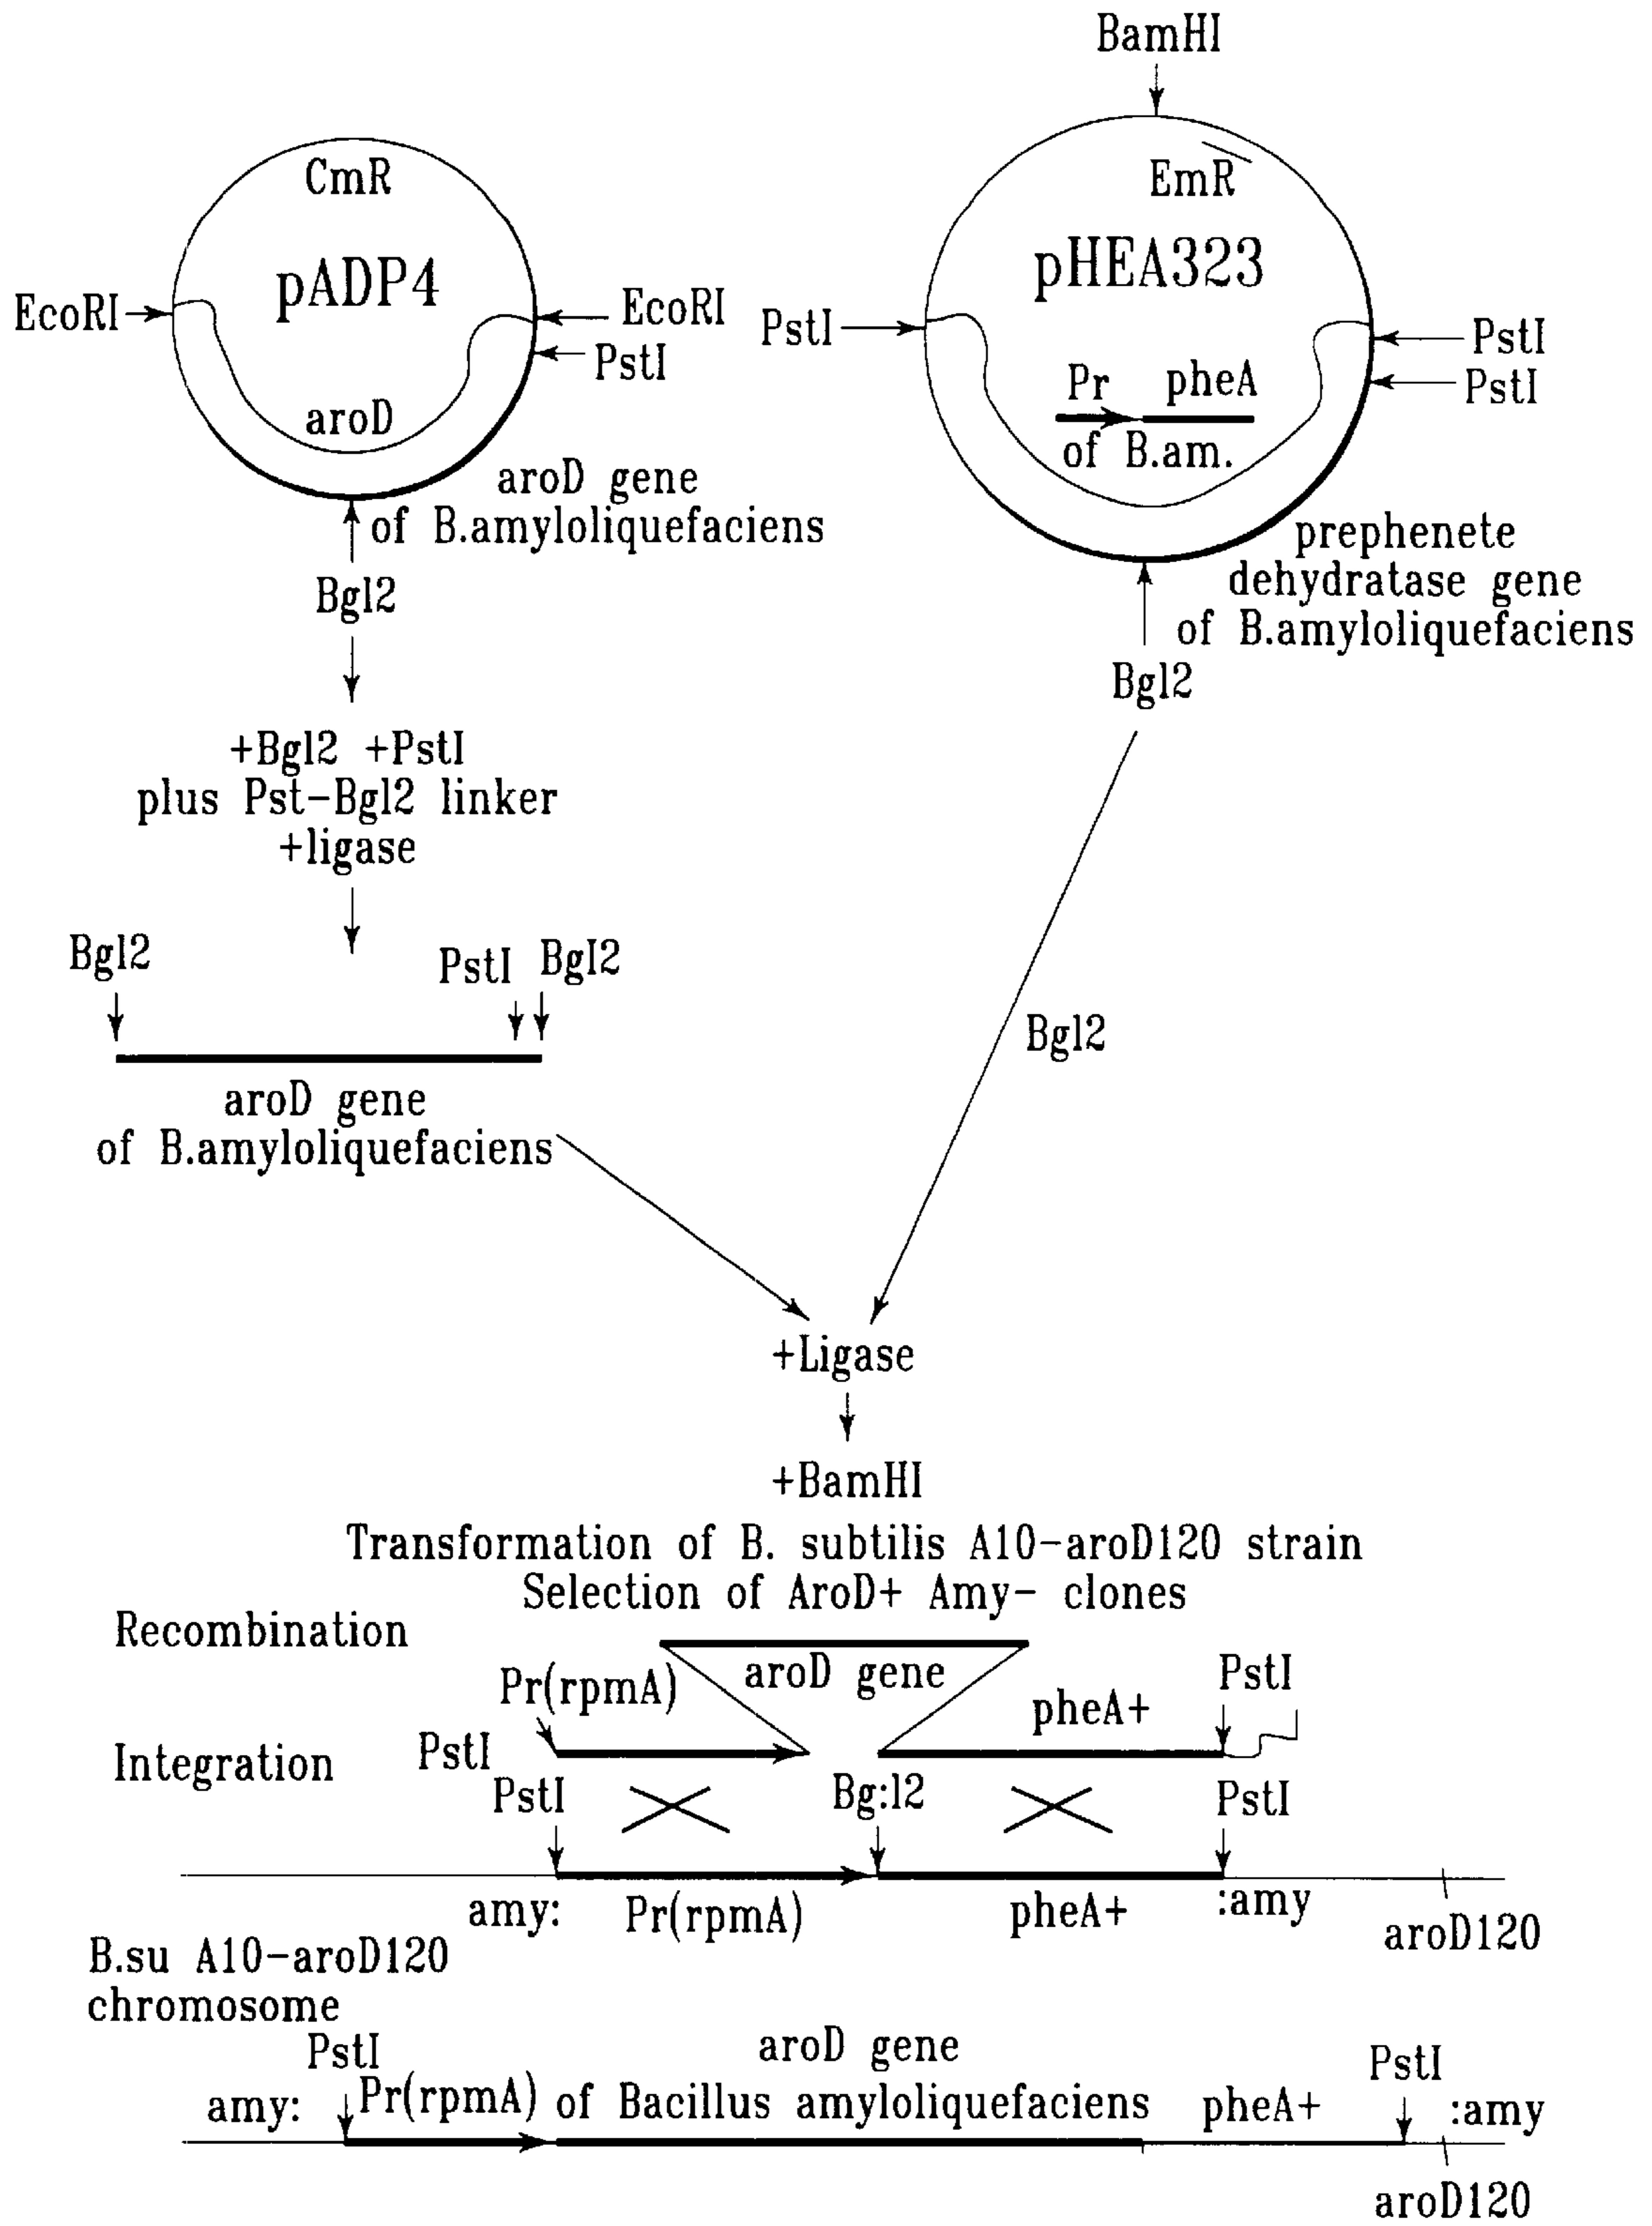 BamHI
CmR
EmR
pADP4
pHEA323
EcoRI
EcoRI
PstI
PstI
PstI
PstI
Pr pheA
of B.am.
aroD
aroD gene
of B.amyloliquefaciens
prephenete
dehydratase gene
of B.amyloliquefaciens
Bgl2
Bgl2
+Bgl2 +PstI
plus Pst-Bgl2 linker
+ligase
Bgl2
PstI BgI2
Bgl2
aroD gene
of B.amyloliquefaciens
+Ligase
+BamHI
Transformation of B. subtilis A10-aroD120 strain
Selection of AroD+ Amy- clones
Recombination
aroD gene
Pr(rpmA)
PstI
pheA+
Integration
PstI
PstI
Bg:l2
PstI
amy:
Pr(rpmA)
pheA+
:amy
aroD120
B.su A10-aroD120
chromosome
PstI
aroD gene
PstI
amy:
Pr(rpmA) of Bacillus amyloliquefaciens pheA+
:amy
aroD120